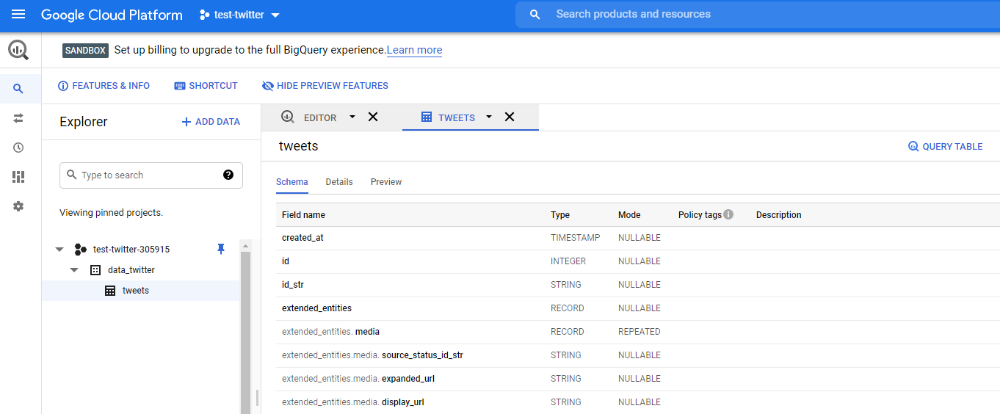 Google Cloud Platform test-twitter Search products and resources
SANDBOX Set up billing to upgrade to the full BigQuery experience. Learn more
FEATURES & INFO SHORTCUT HIDE PREVIEW FEATURES
Explorer ADD DATA
Type to search
Viewing pinned projects.
test-twitter-305915
data_twitter
tweets
EDITOR TWEETS
tweets QUERY TABLE
Schema Details Preview
Field name Type Mode Policy tags Description
created_at TIMESTAMP NULLABLE
id INTEGER NULLABLE
id_str STRING NULLABLE
extended_entities RECORD NULLABLE
extended_entities. media RECORD REPEATED
extended_entities.media. source_status_id_str STRING NULLABLE
extended_entities.media. expanded_url STRING NULLABLE
extended_entities.media. display_url STRING NULLABLE